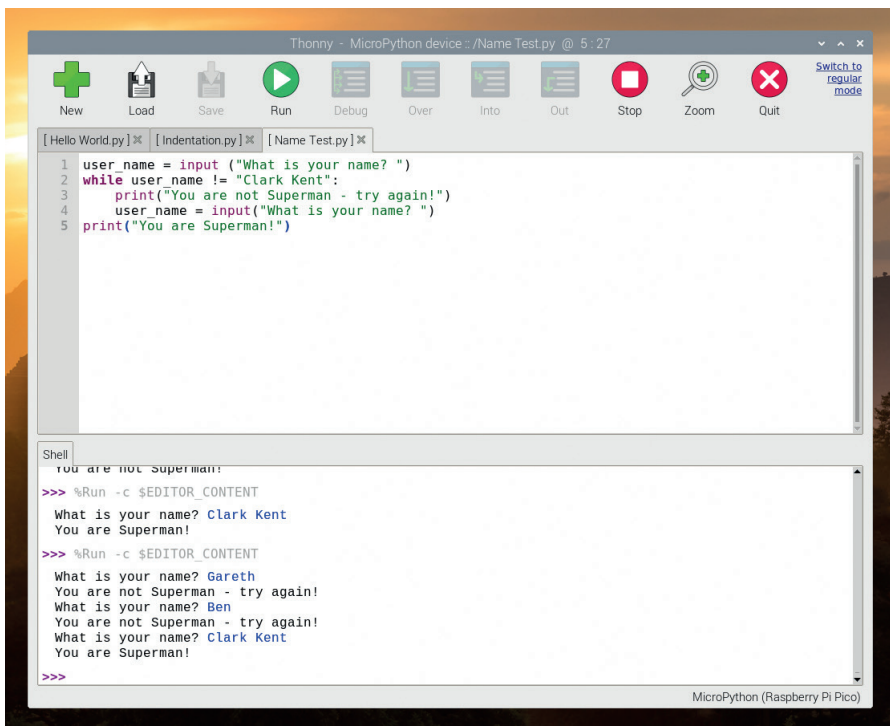 Thonny - MicroPython device :: /Name Test.py @ 5 : 27
New Load Save Run Debug Over Into Out Stop Zoom Quit
Switch to
regular
mode
[ Hello World.py ] [ Indentation.py ] [ Name Test.py ]
1 user_name = input ("What is your name? ")
2 while user_name != "Clark Kent":
3     print("You are not Superman - try again!")
4     user_name = input("What is your name? ")
5 print("You are Superman!")
Shell
You are not Superman!
>>> %Run -c $EDITOR_CONTENT
What is your name? Clark Kent
You are Superman!
>>> %Run -c $EDITOR_CONTENT
What is your name? Gareth
You are not Superman - try again!
What is your name? Ben
You are not Superman - try again!
What is your name? Clark Kent
You are Superman!
>>>
MicroPython (Raspberry Pi Pico)